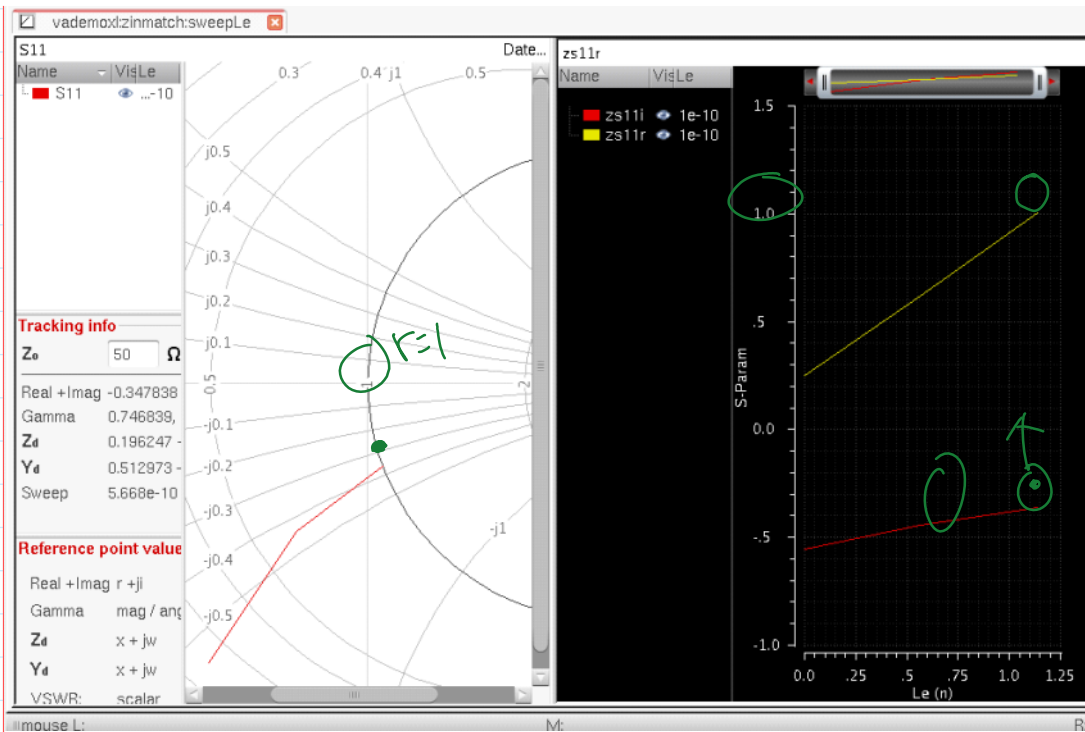 vademoxl:zinmatch:sweepLe
S11
Date...
Name Vis Le
S11 ...-10
Tracking info
Zo 50 Ω
Real +Imag -0.347838
Gamma 0.746839,
Zd 0.196247 -
Yd 0.512973 -
Sweep 5.668e-10
Reference point value
Real +Imag r +ji
Gamma mag / ang
Zd x + jw
Yd x + jw
VSWR: scalar
0.3 0.4 j1 0.5
j0.5
j0.4
j0.3
j0.2
j0.1
0.5 1 2
-j0.1
-j0.2
-j0.3
-j0.4
-j0.5
-j1
r=1
zs11r
Name Vis Le
zs11i 1e-10
zs11r 1e-10
1.5
1.0
.5
0.0
-.5
-1.0
S-Param
0.0 .25 .5 .75 1.0 1.25
Le (n)
mouse L: M: R